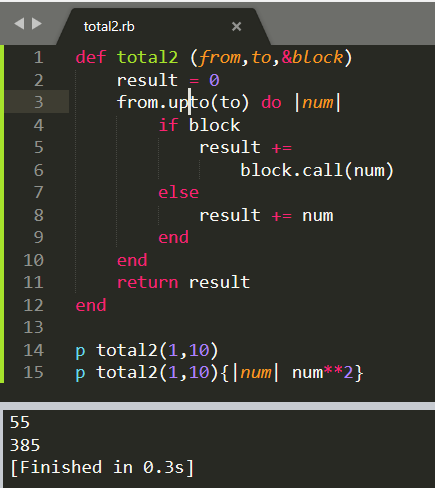 total2.rb
1 def total2 (from,to,&block)
2 result = 0
3 from.upto(to) do |num|
4 if block
5 result +=
6 block.call(num)
7 else
8 result += num
9 end
10 end
11 return result
12 end
13
14 p total2(1,10)
15 p total2(1,10){|num| num**2}
55
385
[Finished in 0.3s]